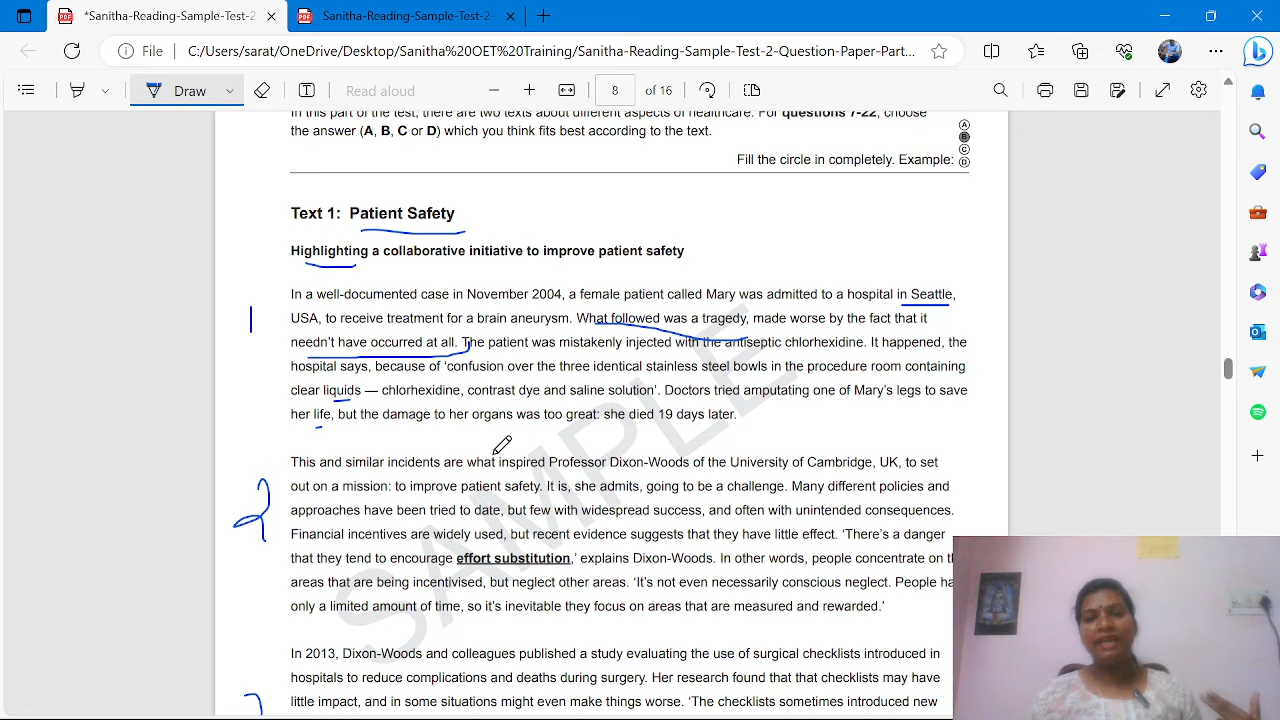 *Sanitha-Reading-Sample-Test-2-
Sanitha-Reading-Sample-Test-2-
File
C:/Users/sarat/OneDrive/Desktop/Sanitha%20OET%20Training/Sanitha-Reading-Sample-Test-2-Question-Paper-Part...
Draw
Read aloud
8
of 16
In this part of the test, there are two texts about different aspects of healthcare. For questions 7-22, choose
the answer (A, B, C or D) which you think fits best according to the text.
Fill the circle in completely. Example:
A
B
C
D
Text 1: Patient Safety
Highlighting a collaborative initiative to improve patient safety
In a well-documented case in November 2004, a female patient called Mary was admitted to a hospital in Seattle,
1
USA, to receive treatment for a brain aneurysm. What followed was a tragedy, made worse by the fact that it
needn't have occurred at all. The patient was mistakenly injected with the antiseptic chlorhexidine. It happened, the
hospital says, because of 'confusion over the three identical stainless steel bowls in the procedure room containing
clear liquids — chlorhexidine, contrast dye and saline solution'. Doctors tried amputating one of Mary's legs to save
her life, but the damage to her organs was too great: she died 19 days later.
This and similar incidents are what inspired Professor Dixon-Woods of the University of Cambridge, UK, to set
out on a mission: to improve patient safety. It is, she admits, going to be a challenge. Many different policies and
2
approaches have been tried to date, but few with widespread success, and often with unintended consequences.
Financial incentives are widely used, but recent evidence suggests that they have little effect. 'There's a danger
that they tend to encourage effort substitution,' explains Dixon-Woods. In other words, people concentrate on
areas that are being incentivised, but neglect other areas. 'It's not even necessarily conscious neglect. People
only a limited amount of time, so it's inevitable they focus on areas that are measured and rewarded.'
In 2013, Dixon-Woods and colleagues published a study evaluating the use of surgical checklists introduced in
hospitals to reduce complications and deaths during surgery. Her research found that that checklists may have
little impact, and in some situations might even make things worse. 'The checklists sometimes introduced new
SAMPLE